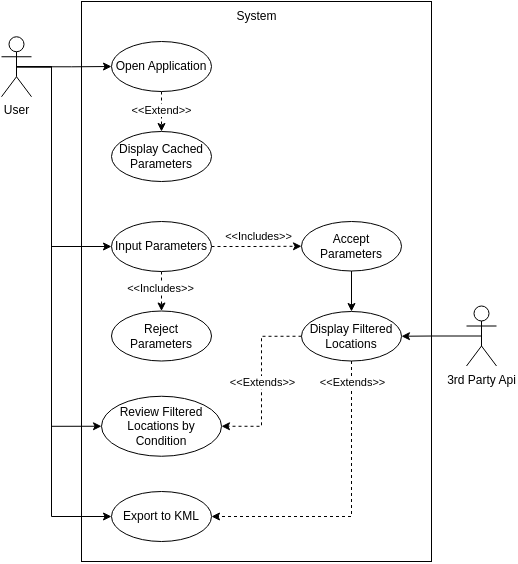 System
Open Application
User
<<Extend>>
Display Cached
Parameters
Input Parameters
<<Includes>>
Accept
Parameters
<<Includes>>
Reject
Parameters
Display Filtered
Locations
3rd Party Api
<<Extends>>
<<Extends>>
Review Filtered
Locations by
Condition
Export to KML